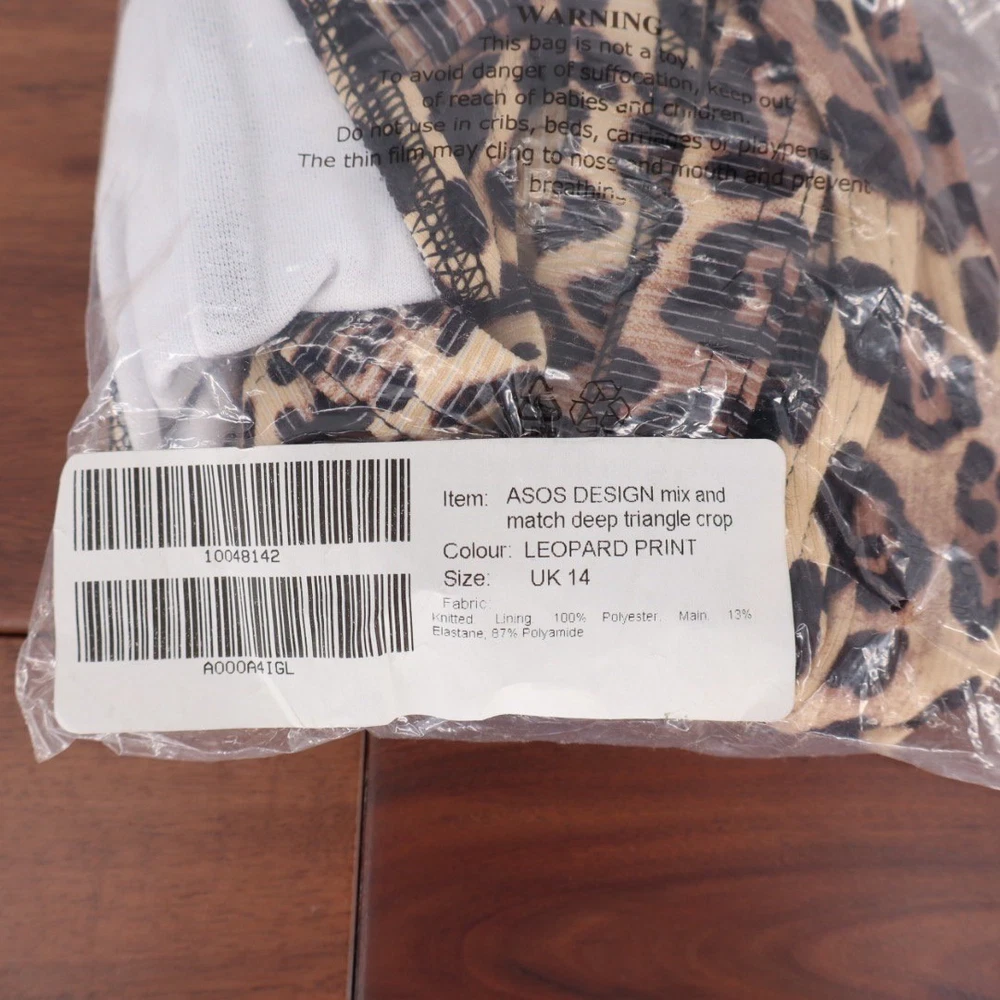 WARNING
This bag is not a toy.
To avoid danger of suffocation, keep out
of reach of babies and children.
Do not use in cribs, beds, carriages or playpens.
The thin film may cling to nose and mouth and prevent
breathing.
10048142
A000A4IGL
Item: ASOS DESIGN mix and
match deep triangle crop
Colour: LEOPARD PRINT
Size: UK 14
Fabric:
Knitted Lining: 100% Polyester, Main: 13%
Elastane, 87% Polyamide